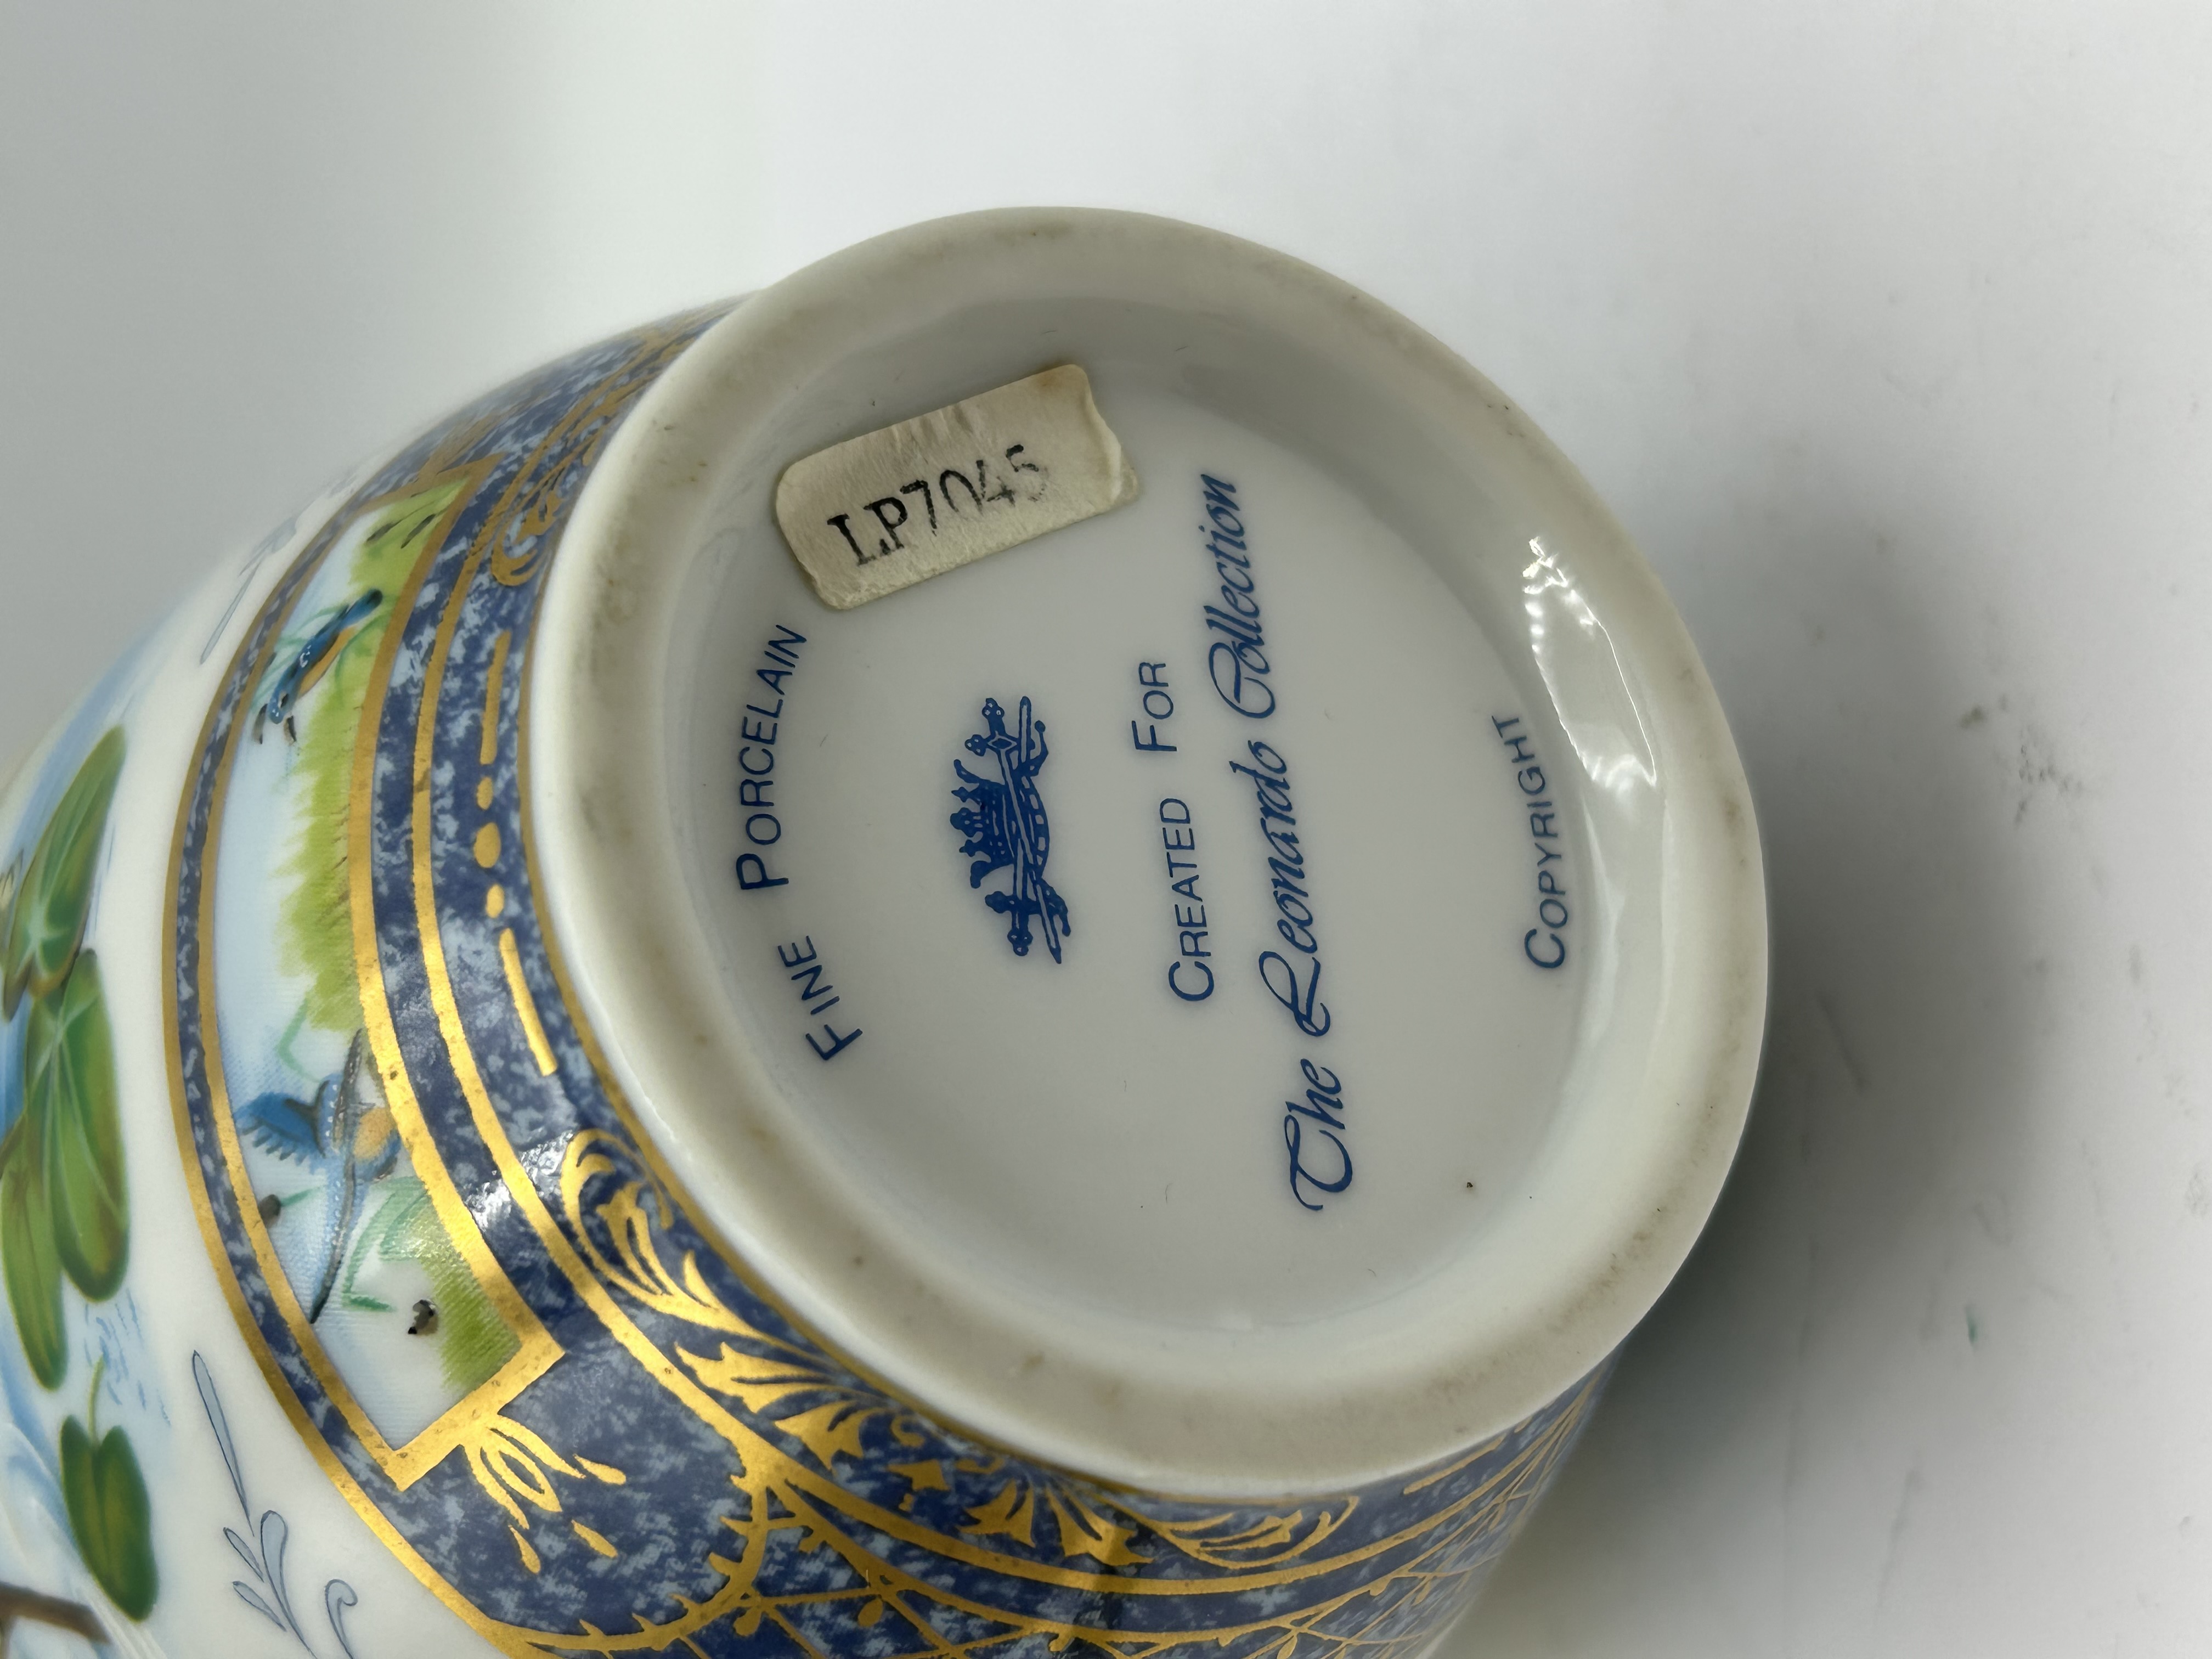 LP7045
FINE PORCELAIN
CREATED FOR
The Leonardo Collection
COPYRIGHT